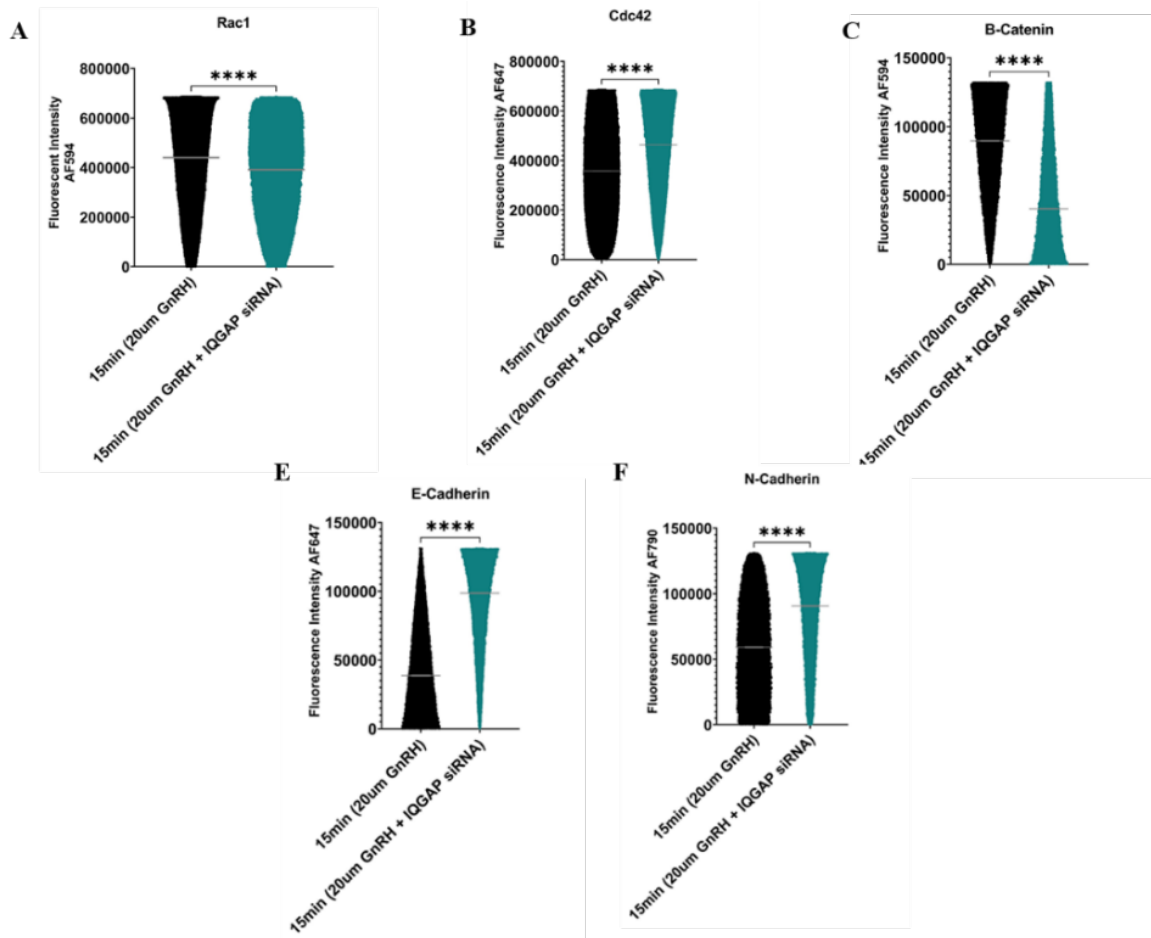 A
Rac1
Fluorescent Intensity
AF594
800000
600000
400000
200000
0
****
15min (20um GnRH)
15min (20um GnRH + IQGAP siRNA)
B
Cdc42
Fluorescence Intensity AF647
800000
600000
400000
200000
0
****
15min (20um GnRH)
15min (20um GnRH + IQGAP siRNA)
C
B-Catenin
Fluorescence Intensity AF594
150000
100000
50000
0
****
15min (20um GnRH)
15min (20um GnRH + IQGAP siRNA)
E
E-Cadherin
Fluorescence Intensity AF647
150000
100000
50000
0
****
15min (20um GnRH)
15min (20um GnRH + IQGAP siRNA)
F
N-Cadherin
Fluorescence Intensity AF790
150000
100000
50000
0
****
15min (20um GnRH)
15min (20um GnRH + IQGAP siRNA)